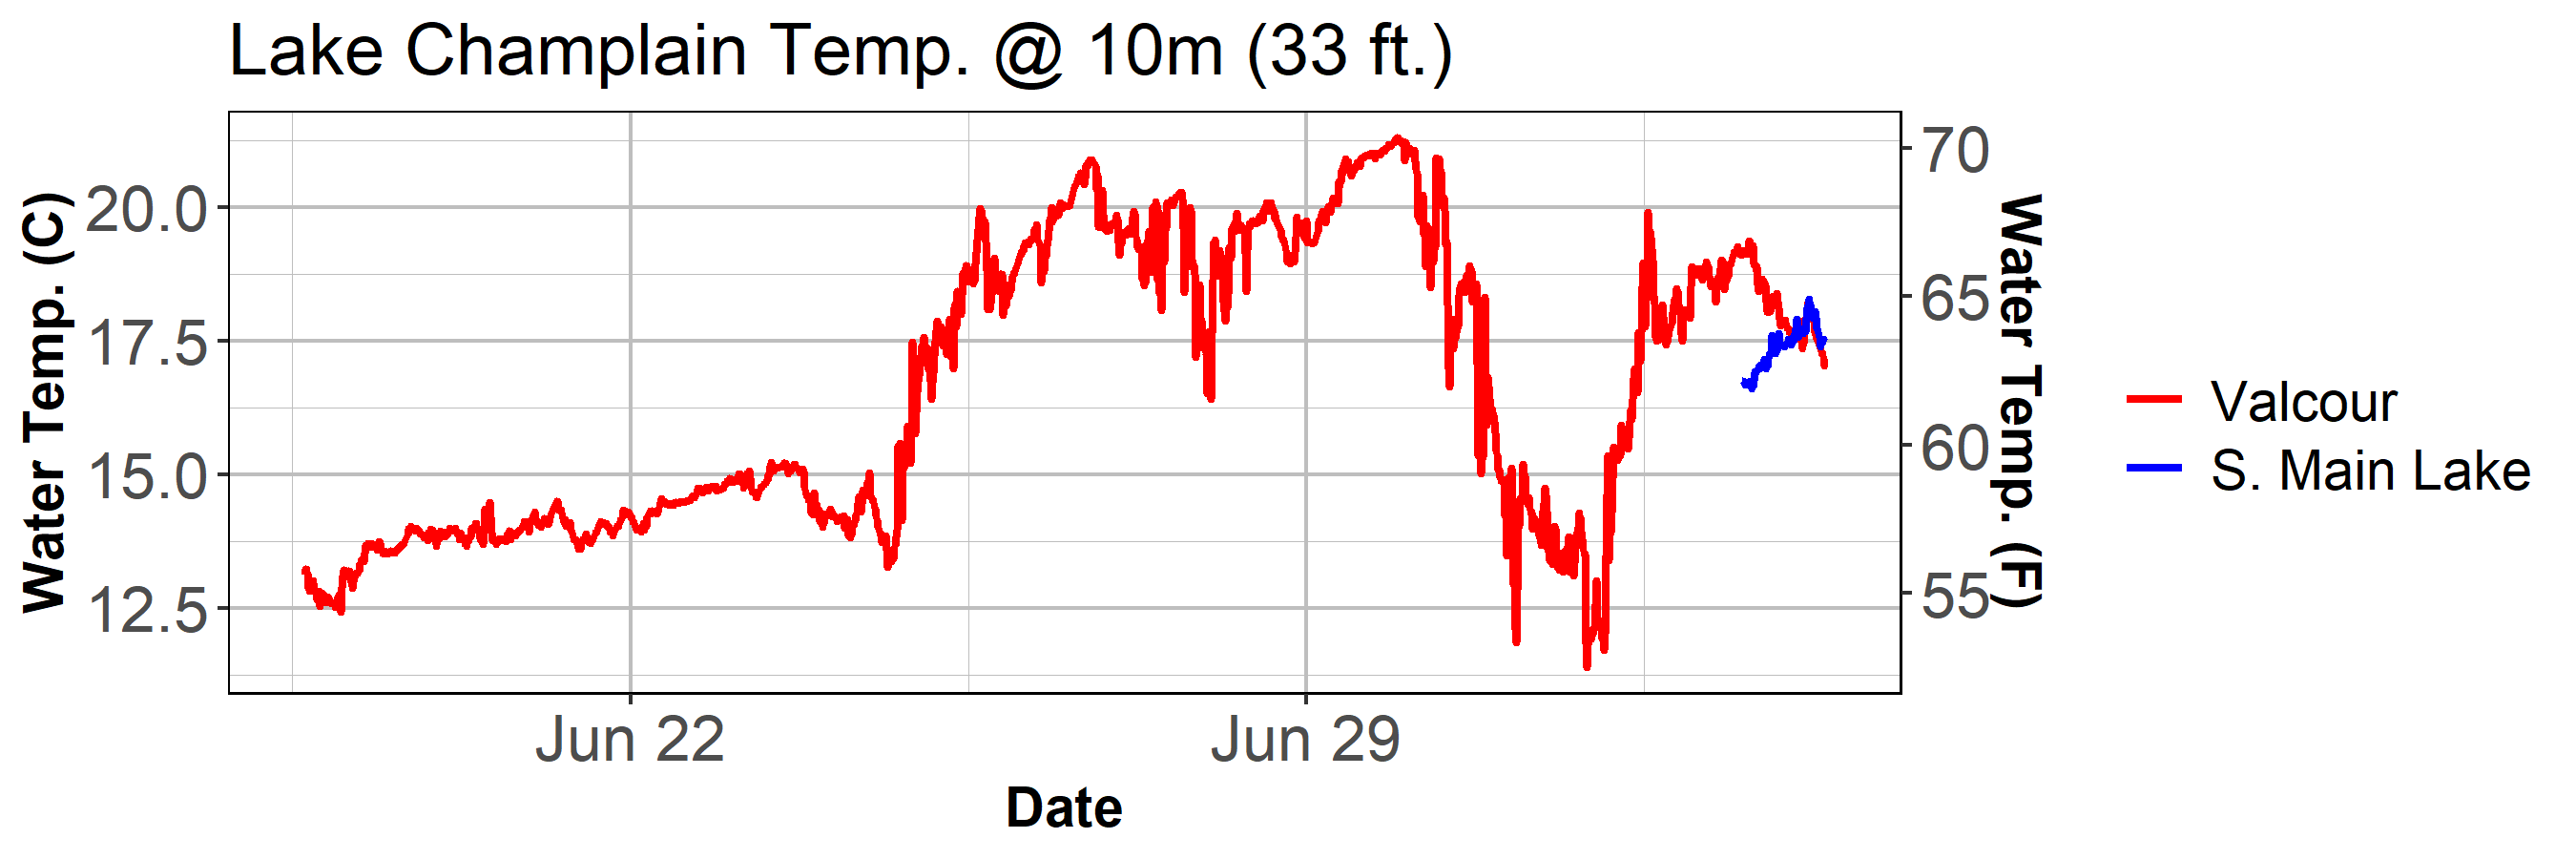 Lake Champlain Temp. @ 10m (33 ft.)
Water Temp. (C)
20.0
17.5
15.0
12.5
70
65
60
55
Water Temp. (F)
Jun 22
Jun 29
Date
Valcour
S. Main Lake